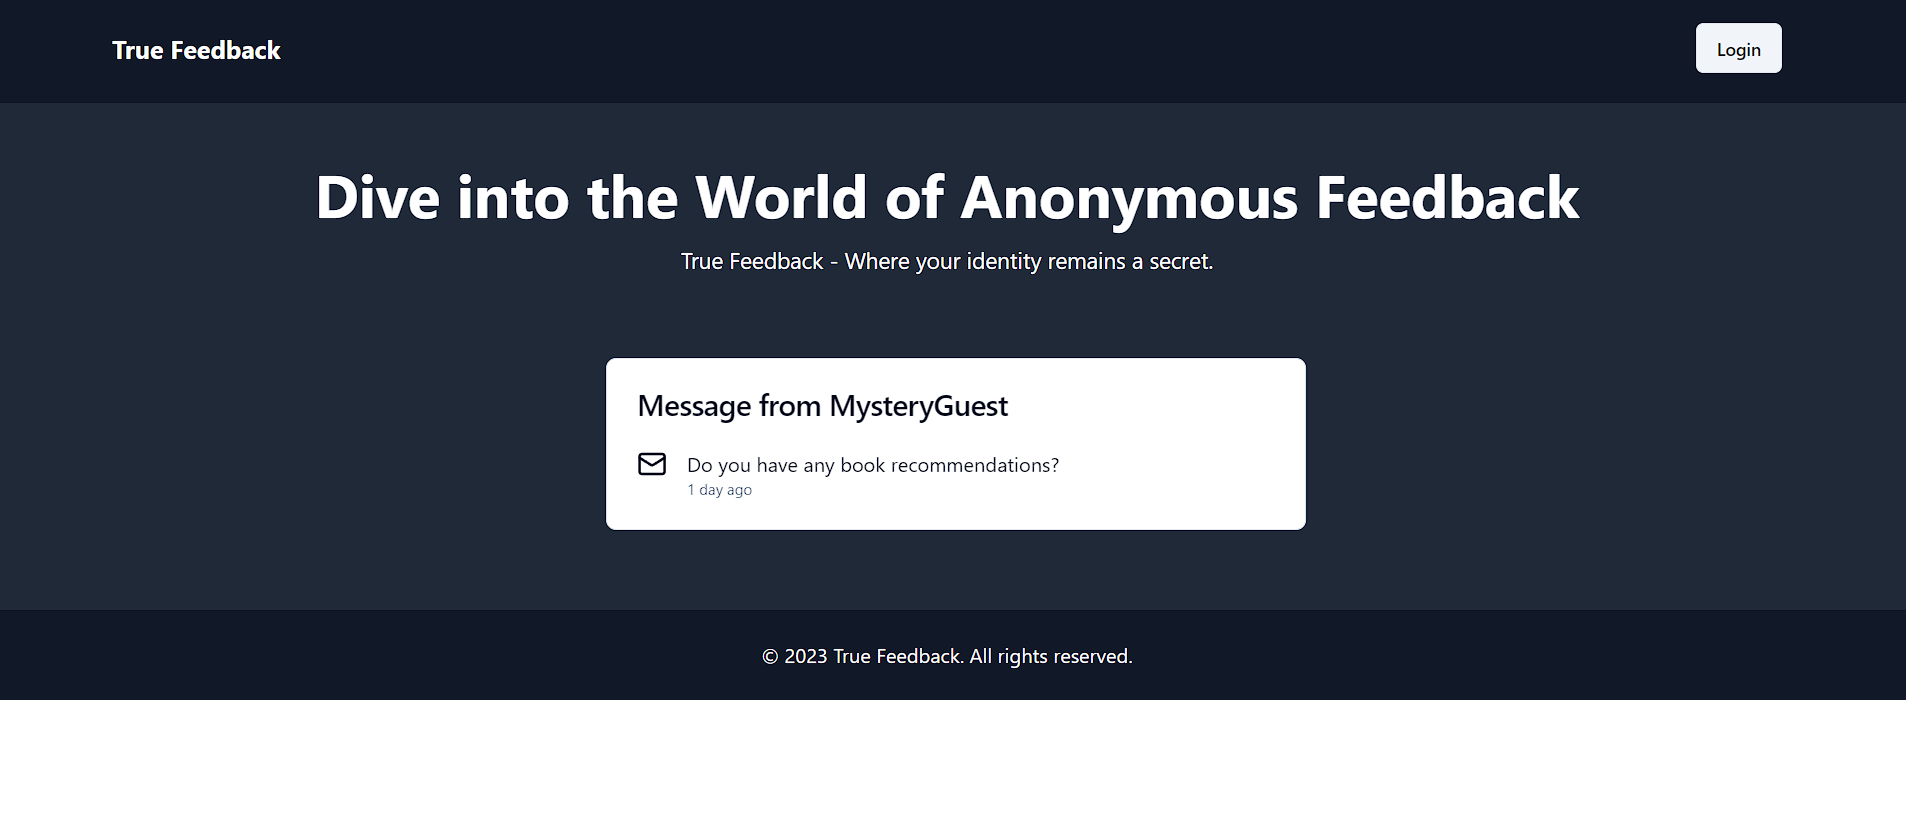 True Feedback
Login
Dive into the World of Anonymous Feedback
True Feedback - Where your identity remains a secret.
Message from MysteryGuest
Do you have any book recommendations?
1 day ago
© 2023 True Feedback. All rights reserved.